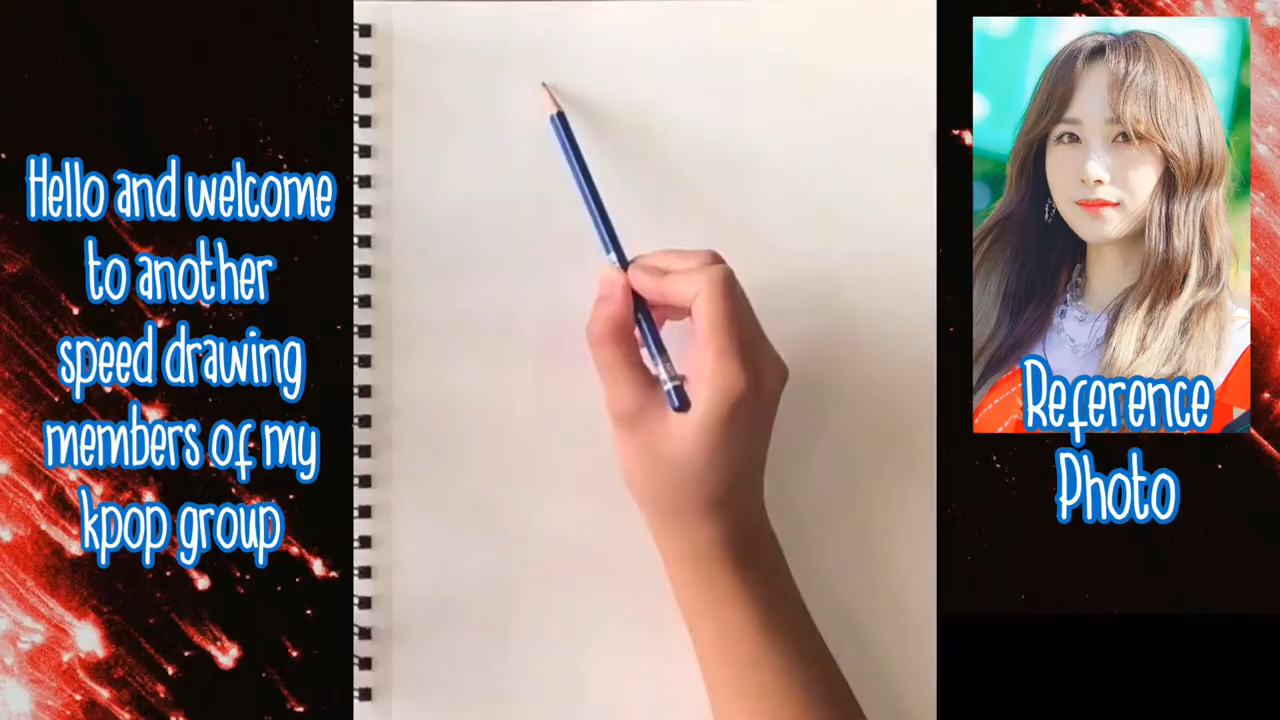 Hello and welcome
to another
speed drawing
members of my
kpop group
Reference
Photo